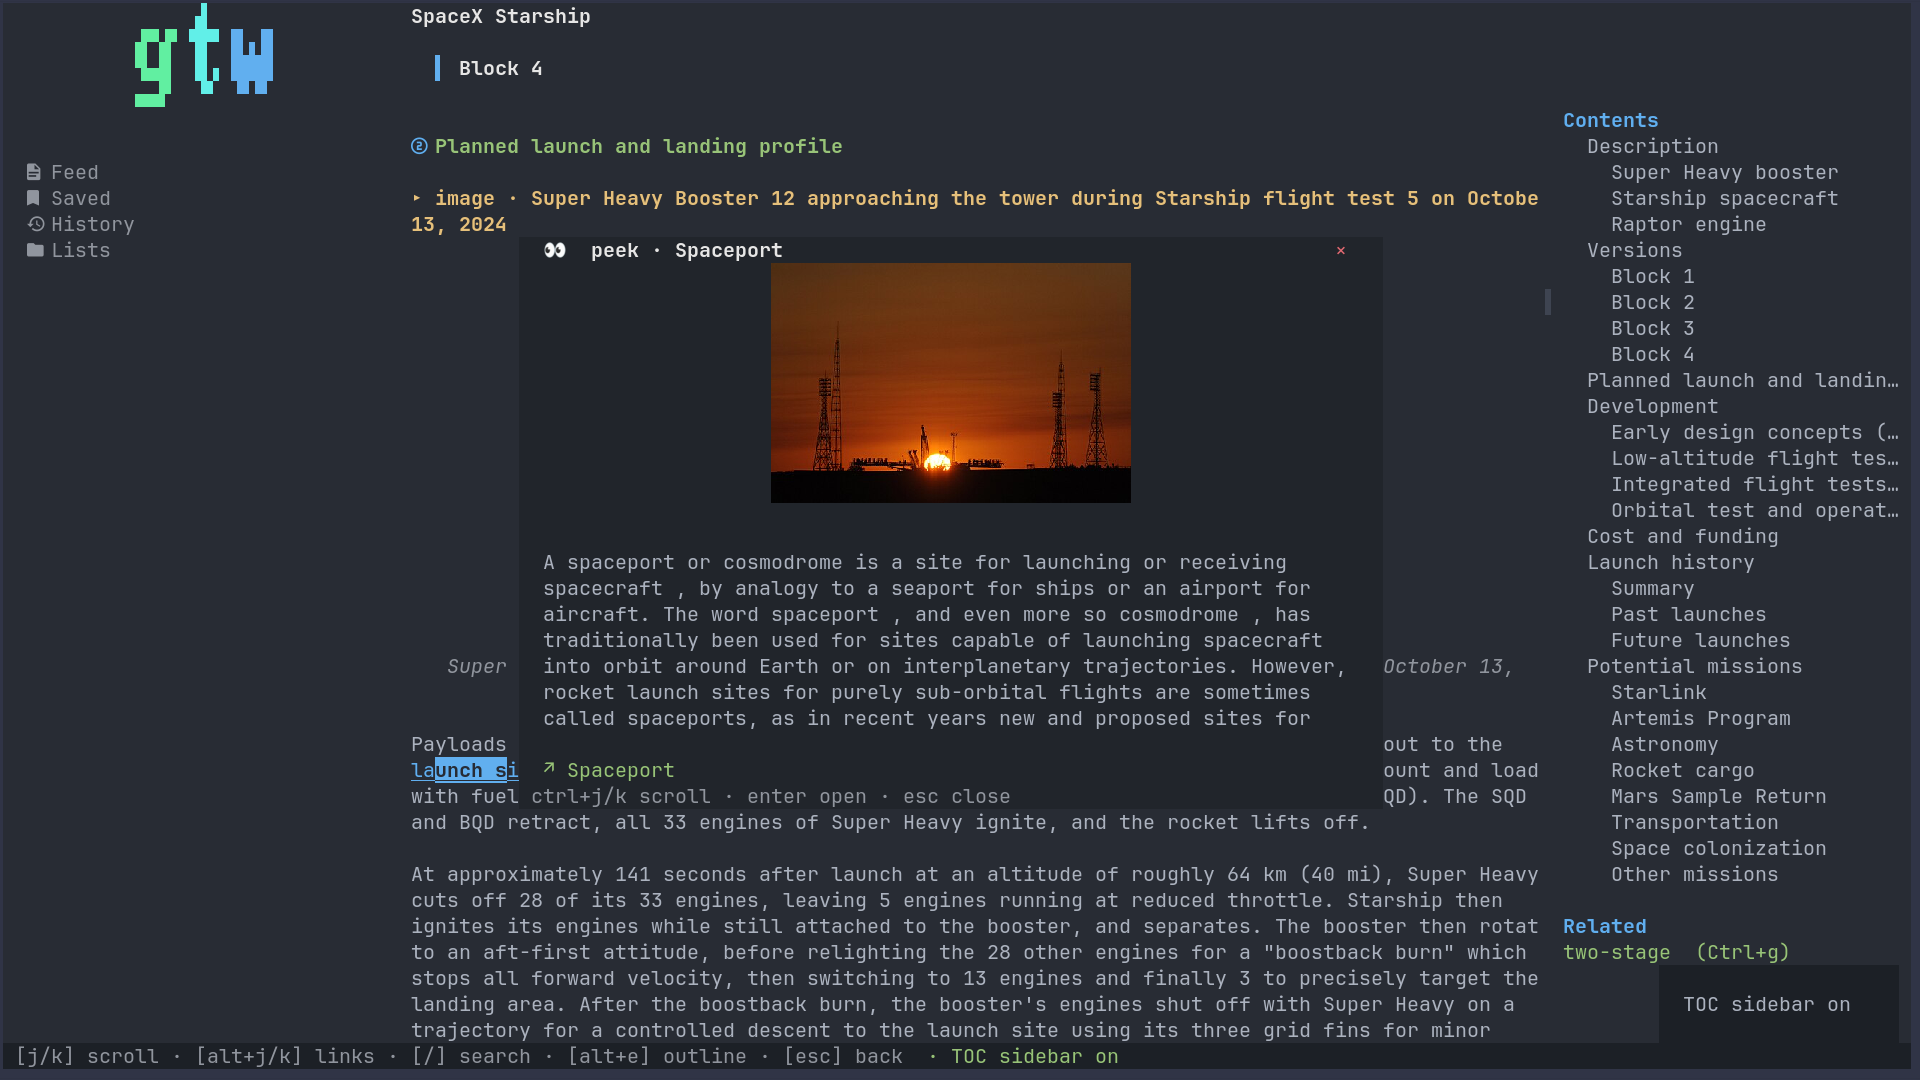 gtw
Feed
Saved
History
Lists
SpaceX Starship
Block 4
② Planned launch and landing profile
▸ image · Super Heavy Booster 12 approaching the tower during Starship flight test 5 on Octobe
13, 2024
👀 peek · Spaceport ×
A spaceport or cosmodrome is a site for launching or receiving
spacecraft , by analogy to a seaport for ships or an airport for
aircraft. The word spaceport , and even more so cosmodrome , has
traditionally been used for sites capable of launching spacecraft
into orbit around Earth or on interplanetary trajectories. However,
rocket launch sites for purely sub-orbital flights are sometimes
called spaceports, as in recent years new and proposed sites for
↗ Spaceport
ctrl+j/k scroll · enter open · esc close
Super October 13,
Payloads out to the
launch si ount and load
with fuel QD). The SQD
and BQD retract, all 33 engines of Super Heavy ignite, and the rocket lifts off.
At approximately 141 seconds after launch at an altitude of roughly 64 km (40 mi), Super Heavy
cuts off 28 of its 33 engines, leaving 5 engines running at reduced throttle. Starship then
ignites its engines while still attached to the booster, and separates. The booster then rotat
to an aft-first attitude, before relighting the 28 other engines for a "boostback burn" which
stops all forward velocity, then switching to 13 engines and finally 3 to precisely target the
landing area. After the boostback burn, the booster's engines shut off with Super Heavy on a
trajectory for a controlled descent to the launch site using its three grid fins for minor
Contents
Description
Super Heavy booster
Starship spacecraft
Raptor engine
Versions
Block 1
Block 2
Block 3
Block 4
Planned launch and landin…
Development
Early design concepts (…
Low-altitude flight tes…
Integrated flight tests…
Orbital test and operat…
Cost and funding
Launch history
Summary
Past launches
Future launches
Potential missions
Starlink
Artemis Program
Astronomy
Rocket cargo
Mars Sample Return
Transportation
Space colonization
Other missions
Related
two-stage (Ctrl+g)
TOC sidebar on
[j/k] scroll · [alt+j/k] links · [/] search · [alt+e] outline · [esc] back · TOC sidebar on